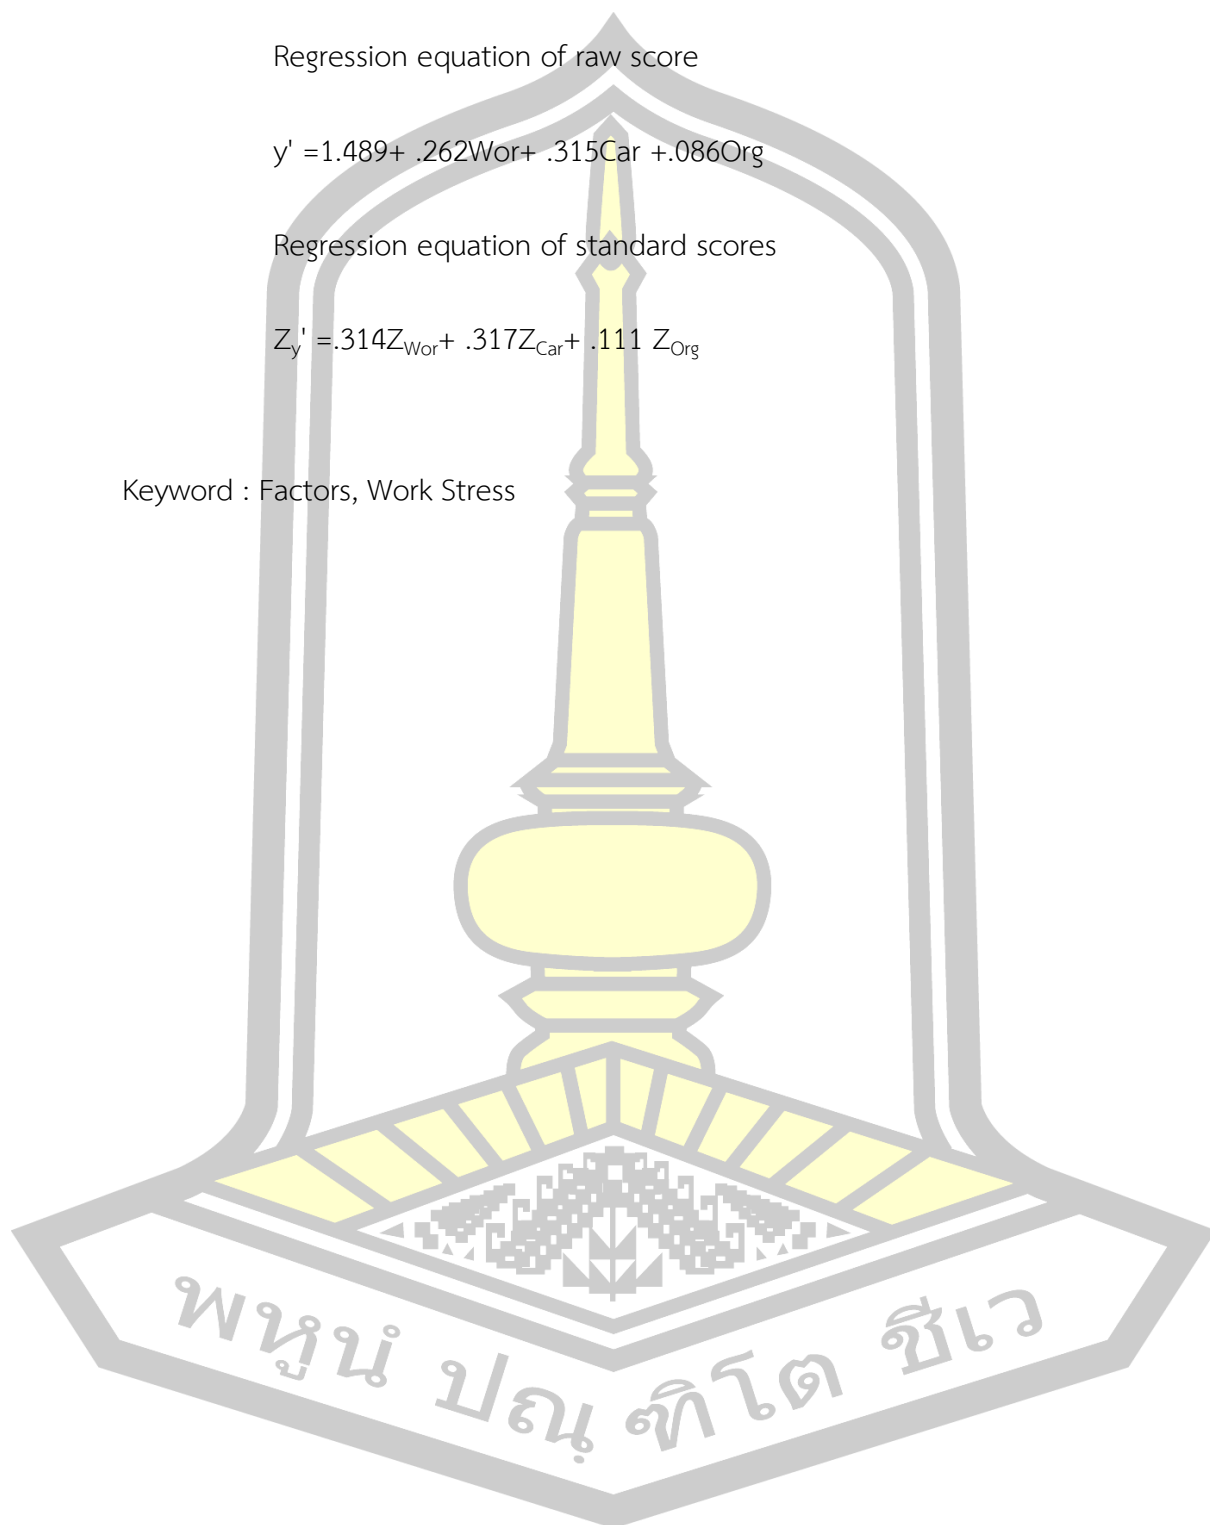 Regression equation of raw score
y' =1.489+ .262Wor+ .315Car +.086Org
Regression equation of standard scores
Zy' =.314ZWor+ .317ZCar+ .111 ZOrg
Keyword : Factors, Work Stress
พหูนํ ปณฺฑิโต ชีเว